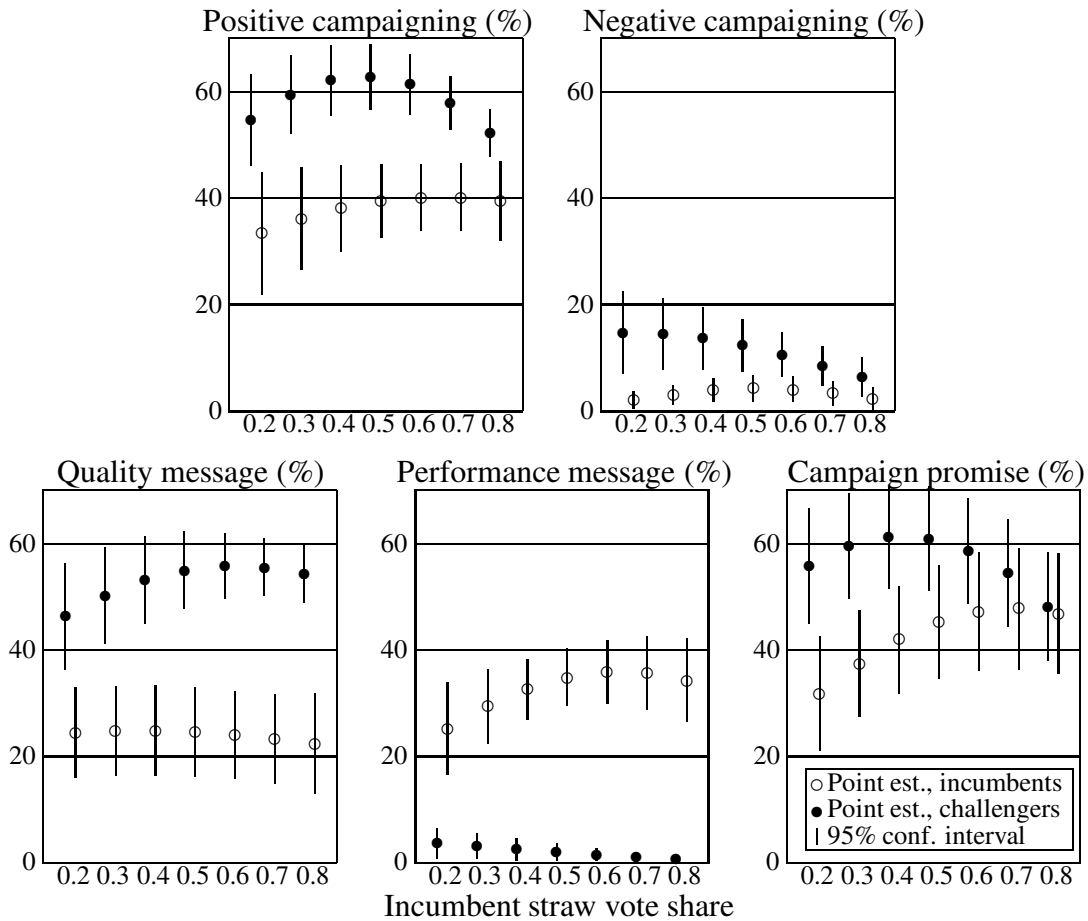 Positive campaigning (%)
Negative campaigning (%)
60
40
20
0
0.2 0.3 0.4 0.5 0.6 0.7 0.8
60
40
20
0
0.2 0.3 0.4 0.5 0.6 0.7 0.8
Quality message (%)
Performance message (%)
Campaign promise (%)
60
40
20
0
0.2 0.3 0.4 0.5 0.6 0.7 0.8
60
40
20
0
0.2 0.3 0.4 0.5 0.6 0.7 0.8
60
40
20
0
Point est., incumbents
Point est., challengers
95% conf. interval
0.2 0.3 0.4 0.5 0.6 0.7 0.8
Incumbent straw vote share